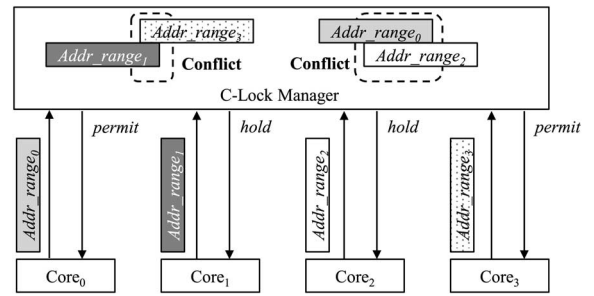 Addr_range3
Addr_range0
Addr_range1
Addr_range2
Conflict
Conflict
C-Lock Manager
permit
hold
hold
permit
Addr_range0
Addr_range1
Addr_range2
Addr_range3
Core0
Core1
Core2
Core3